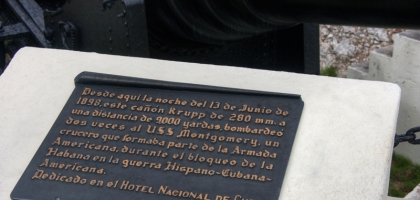 Desde aquí la noche del 13 de Junio de
1898, este cañón Krupp de 280 mm. a
una distancia de 9000 yardas, bombardeó
dos veces al U.S.S. Montgomery, un
crucero que formaba parte de la Armada
Americana, durante el bloqueo de la
Habana en la guerra Hispano-Cubana-
Americana.
Dedicado en el HOTEL NACIONAL DE